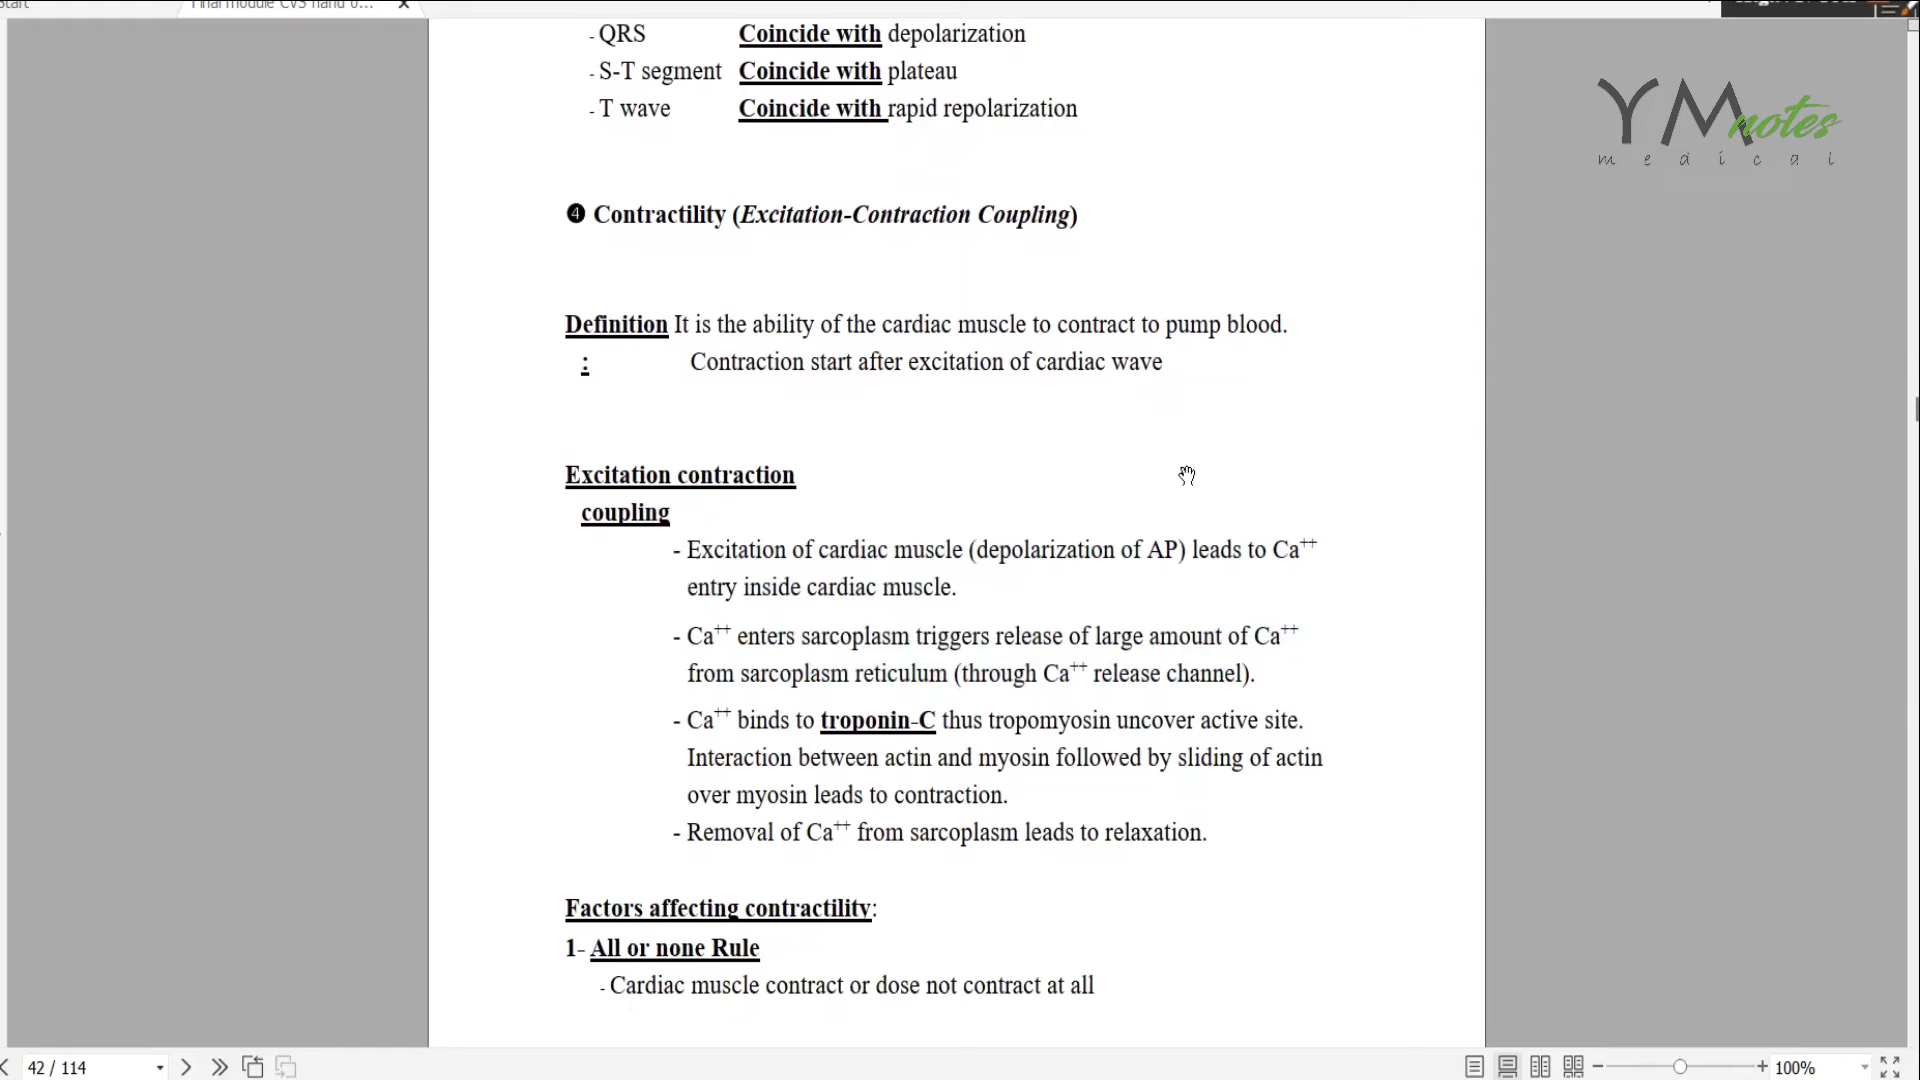 - QRS Coincide with depolarization
- S-T segment Coincide with plateau
- T wave Coincide with rapid repolarization
YM notes
medical
❹ Contractility (Excitation-Contraction Coupling)
Definition It is the ability of the cardiac muscle to contract to pump blood.
: Contraction start after excitation of cardiac wave
Excitation contraction
coupling
- Excitation of cardiac muscle (depolarization of AP) leads to Ca++
entry inside cardiac muscle.
- Ca++ enters sarcoplasm triggers release of large amount of Ca++
from sarcoplasm reticulum (through Ca++ release channel).
- Ca++ binds to troponin-C thus tropomyosin uncover active site.
Interaction between actin and myosin followed by sliding of actin
over myosin leads to contraction.
- Removal of Ca++ from sarcoplasm leads to relaxation.
Factors affecting contractility:
1- All or none Rule
- Cardiac muscle contract or dose not contract at all
42 / 114
100%